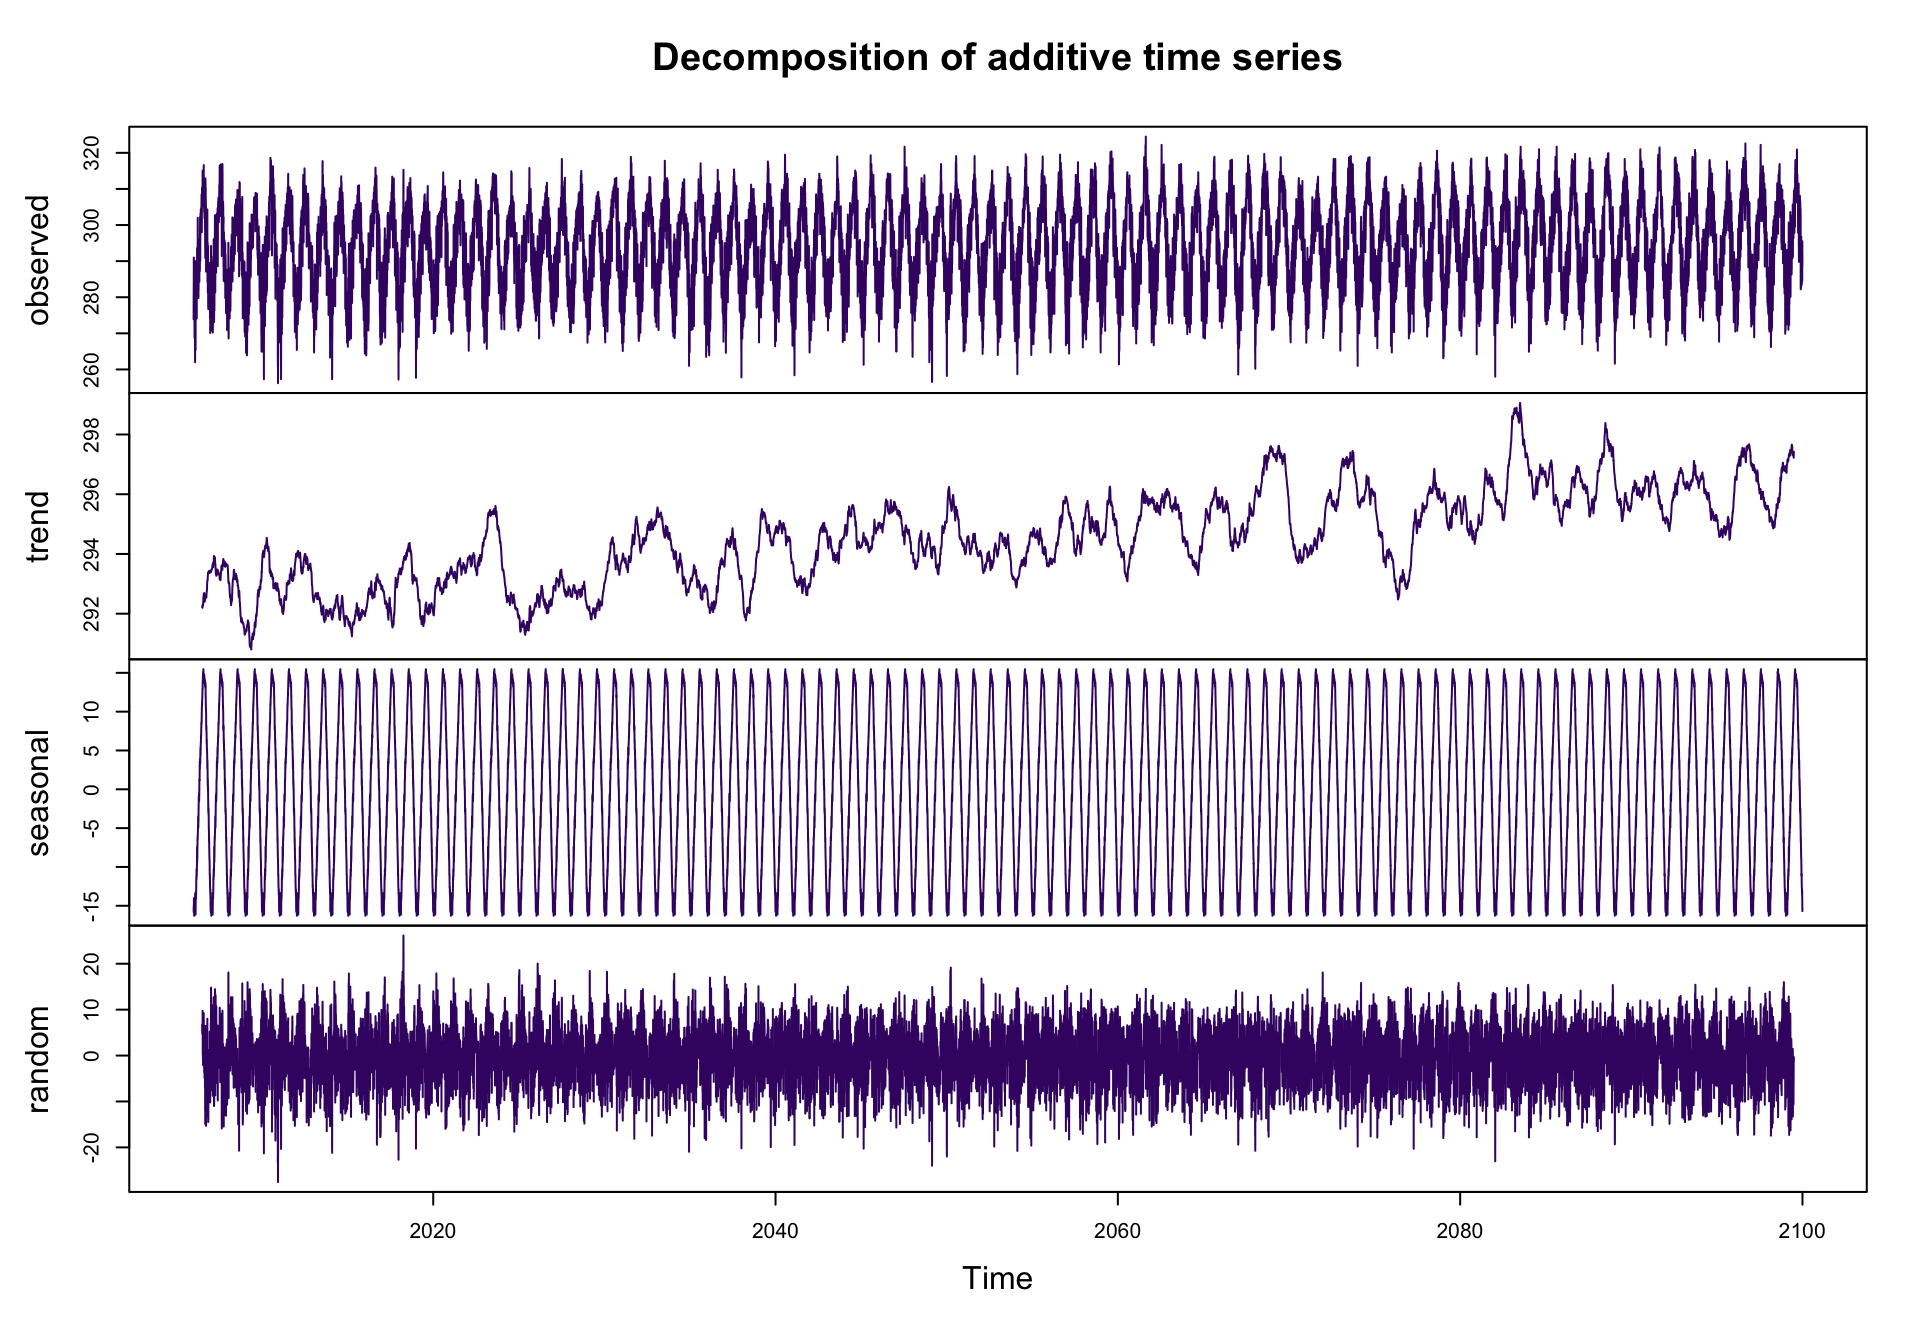 Decomposition of additive time series
observed
260 280 300 320
trend
292 294 296 298
seasonal
-15 -5 0 5 10
random
-20 0 10 20
2020 2040 2060 2080 2100
Time